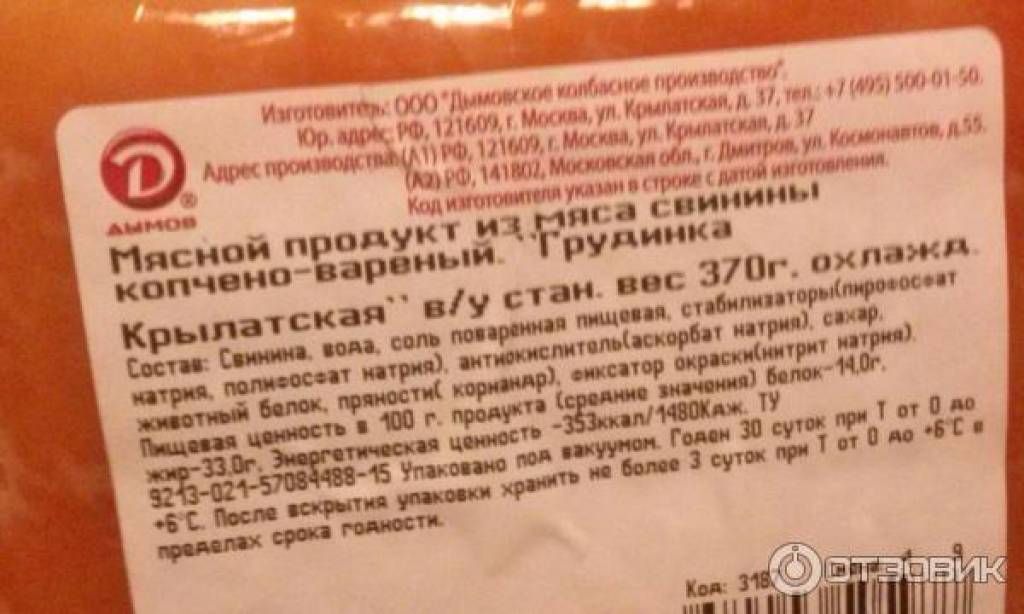 Изготовитель: ООО "Дымовское колбасное производство".
Юр. адрес: РФ, 121609, г. Москва, ул. Крылатская, д. 37, тел.: +7 (495) 500-01-50.
Адрес производства: (А1) РФ, 121609, г. Москва, ул. Крылатская, д. 37
(А2) РФ, 141802, Московская обл., г. Дмитров, ул. Космонавтов, д.55.
Код изготовителя указан в строке с датой изготовления.
D®
ДЫМОВ
Мясной продукт из мяса свинины
копчено-вареный. "Грудинка
Крылатская" в/у стан. вес 370г. охлажд.
Состав: Свинина, вода, соль поваренная пищевая, стабилизаторы(пирофосфат
натрия, полифосфат натрия), антиокислитель(аскорбат натрия), сахар,
животный белок, пряности( кориандр), фиксатор окраски(нитрит натрия).
Пищевая ценность в 100 г. продукта (средние значения) белок-14,0г.
жир-33,0г. Энергетическая ценность -353ккал/1480Кдж. ТУ
9213-021-57084488-15 Упаковано под вакуумом. Годен 30 суток при Т от 0 до
+6°С. После вскрытия упаковки хранить не более 3 суток при Т от 0 до +6°С в
пределах срока годности.
Код: 318
ОТЗОВИК